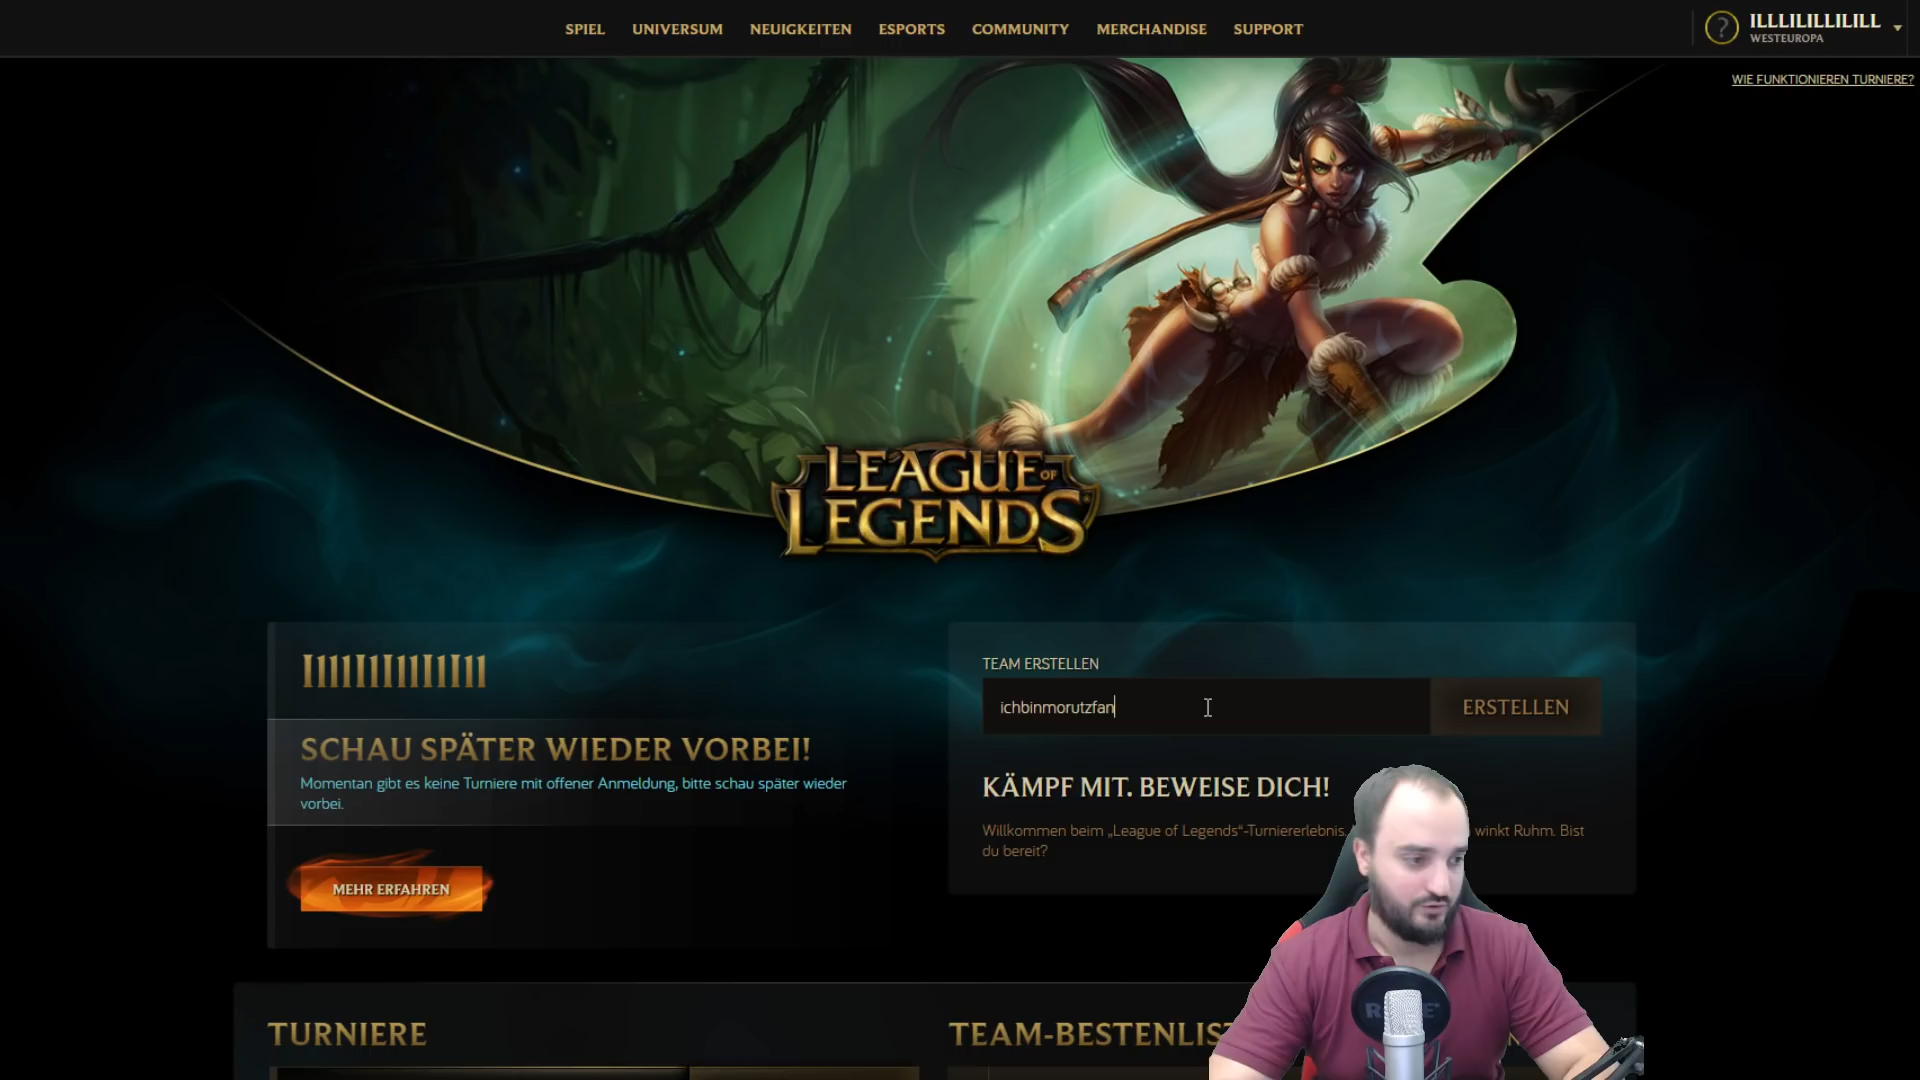 SPIEL UNIVERSUM NEUIGKEITEN ESPORTS COMMUNITY MERCHANDISE SUPPORT
ILLLILILLILILL
WESTEUROPA
WIE FUNKTIONIEREN TURNIERE?
LEAGUE OF
LEGENDS
TEAM ERSTELLEN
ichbinmorutzfan
ERSTELLEN
SCHAU SPÄTER WIEDER VORBEI!
Momentan gibt es keine Turniere mit offener Anmeldung, bitte schau später wieder
vorbei.
MEHR ERFAHREN
KÄMPF MIT. BEWEISE DICH!
Willkommen beim „League of Legends“-Turniererlebnis. winkt Ruhm. Bist
du bereit?
TURNIERE
TEAM-BESTENLIS